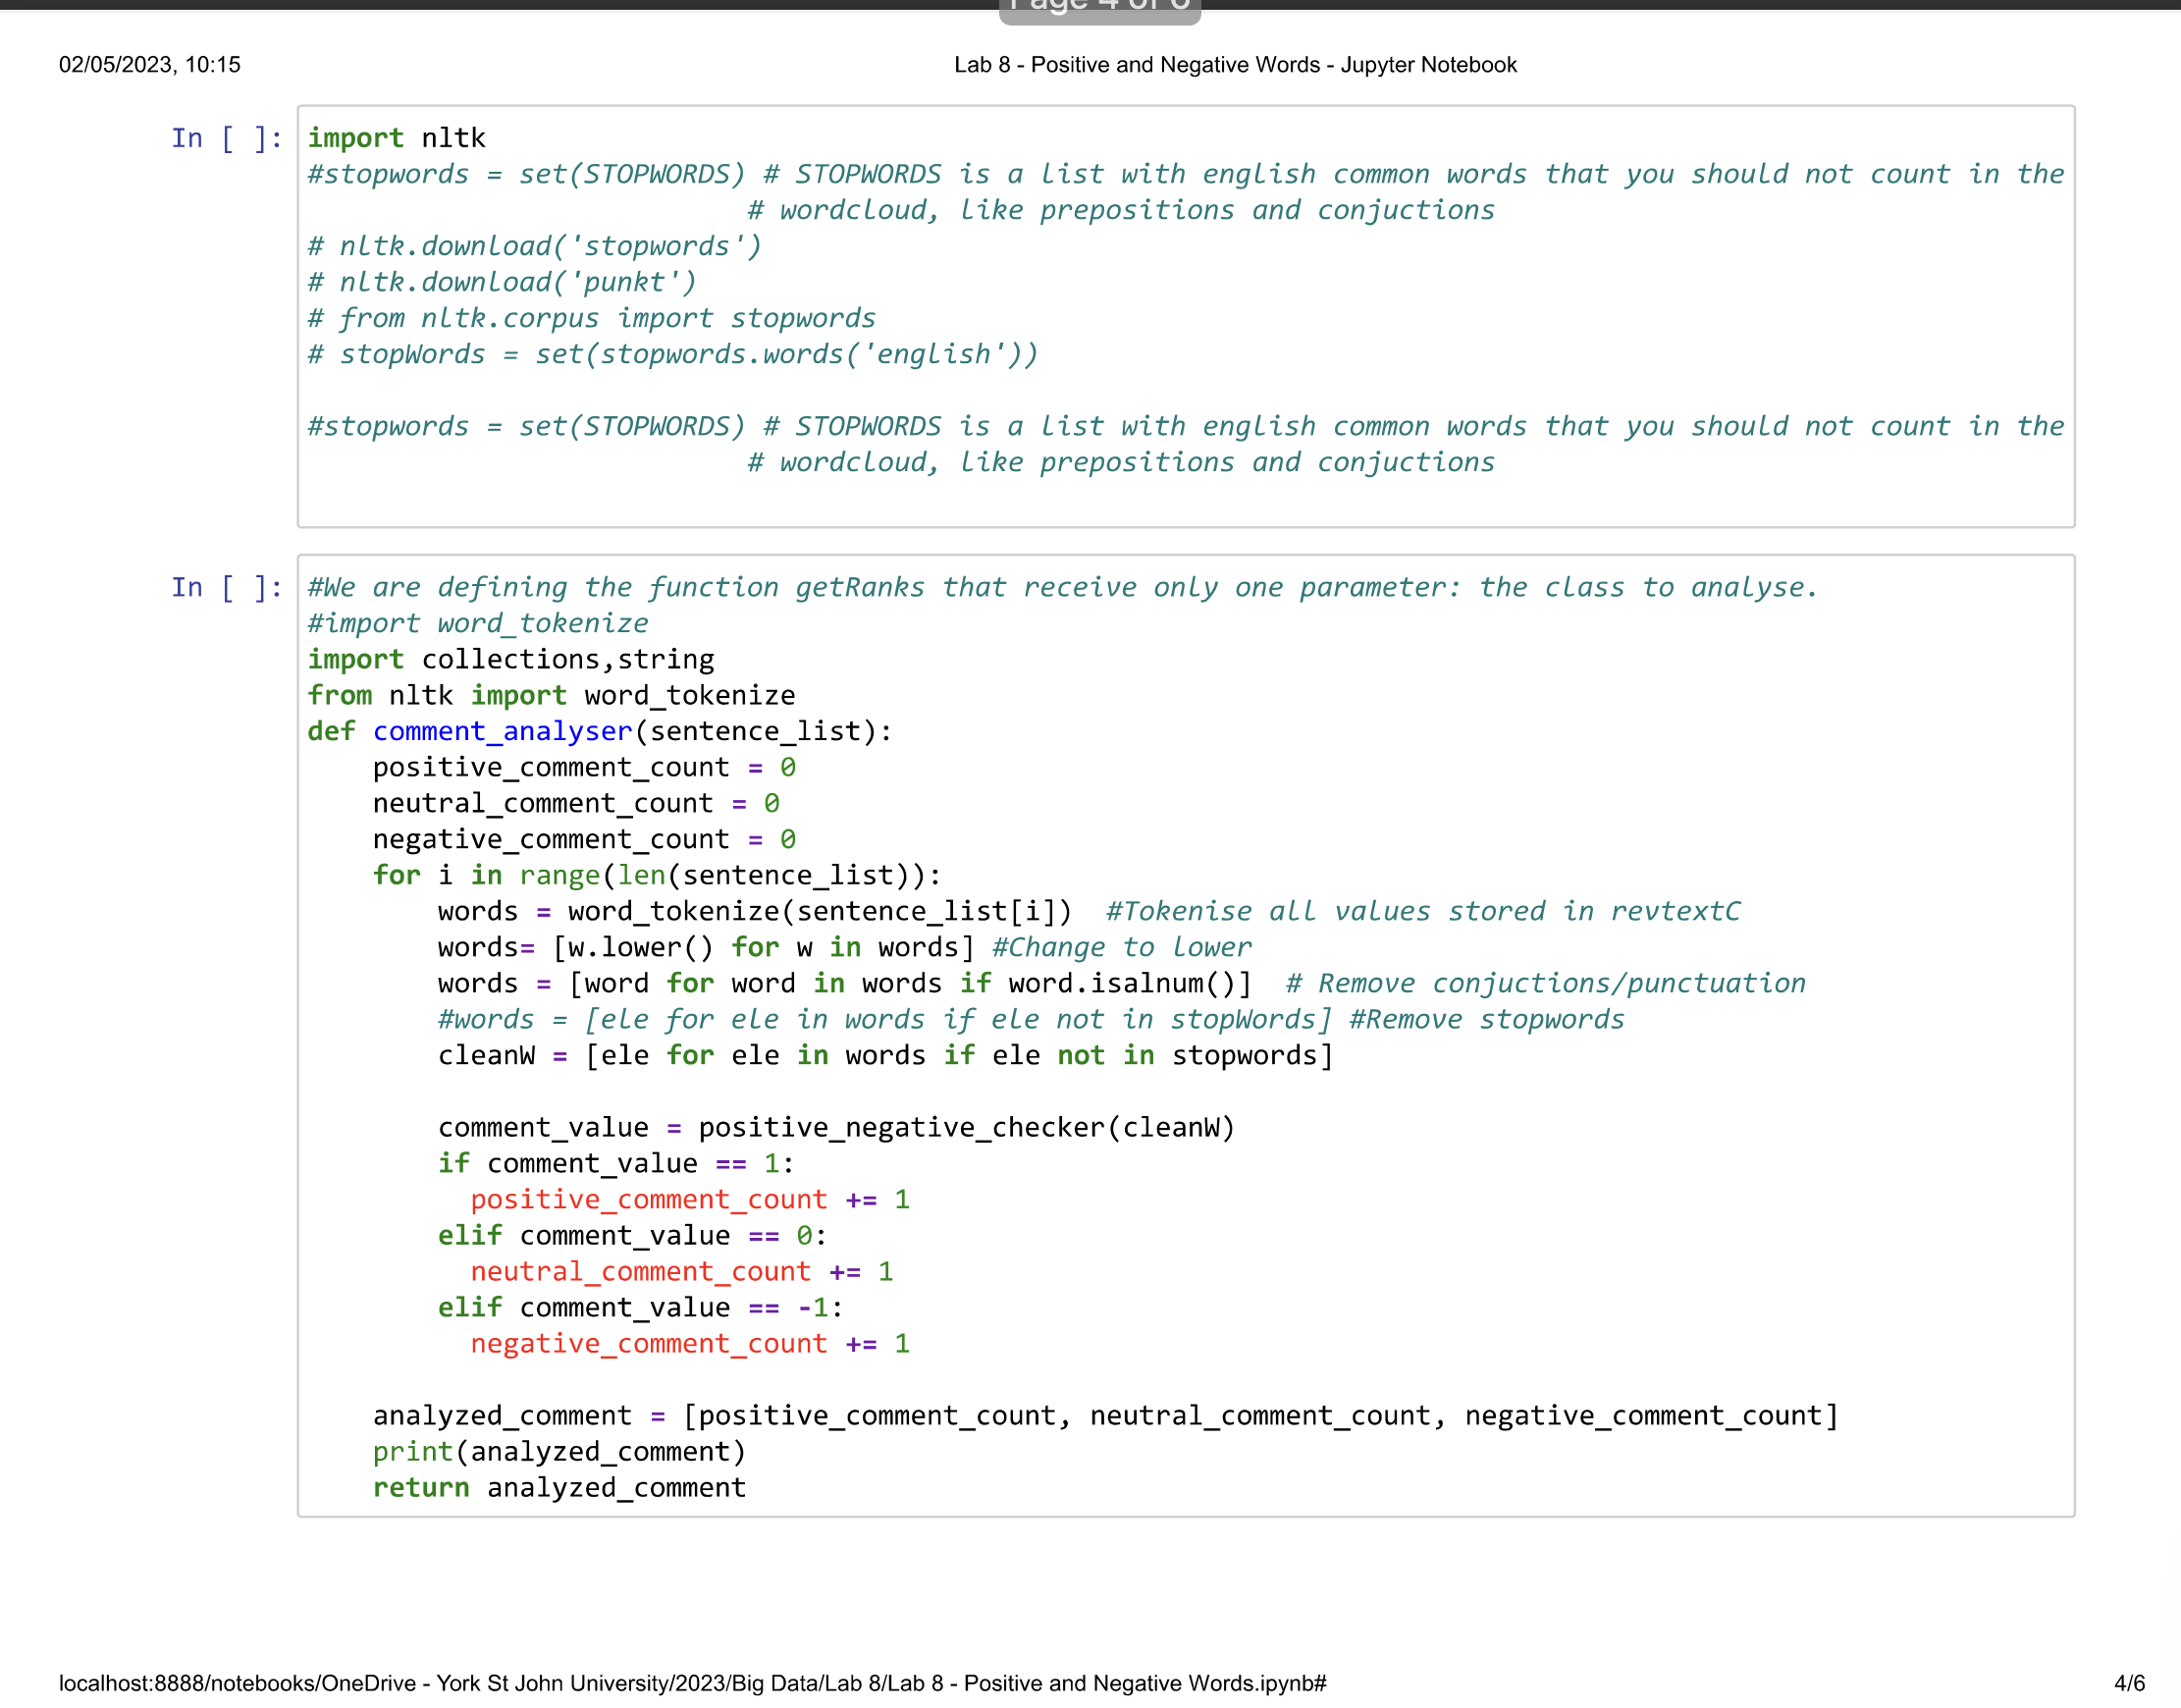 Page 4 of 6
02/05/2023, 10:15
Lab 8 - Positive and Negative Words - Jupyter Notebook
In [ ]:
import nltk
#stopwords = set(STOPWORDS) # STOPWORDS is a list with english common words that you should not count in the
# wordcloud, like prepositions and conjuctions
# nltk.download('stopwords')
# nltk.download('punkt')
# from nltk.corpus import stopwords
# stopWords = set(stopwords.words('english'))
#stopwords = set(STOPWORDS) # STOPWORDS is a list with english common words that you should not count in the
# wordcloud, like prepositions and conjuctions
In [ ]:
#We are defining the function getRanks that receive only one parameter: the class to analyse.
#import word_tokenize
import collections,string
from nltk import word_tokenize
def comment_analyser(sentence_list):
    positive_comment_count = 0
    neutral_comment_count = 0
    negative_comment_count = 0
    for i in range(len(sentence_list)):
        words = word_tokenize(sentence_list[i])  #Tokenise all values stored in revtextC
        words= [w.lower() for w in words] #Change to lower
        words = [word for word in words if word.isalnum()]  # Remove conjuctions/punctuation
        #words = [ele for ele in words if ele not in stopWords] #Remove stopwords
        cleanW = [ele for ele in words if ele not in stopwords]
        comment_value = positive_negative_checker(cleanW)
        if comment_value == 1:
          positive_comment_count += 1
        elif comment_value == 0:
          neutral_comment_count += 1
        elif comment_value == -1:
          negative_comment_count += 1
    analyzed_comment = [positive_comment_count, neutral_comment_count, negative_comment_count]
    print(analyzed_comment)
    return analyzed_comment
localhost:8888/notebooks/OneDrive - York St John University/2023/Big Data/Lab 8/Lab 8 - Positive and Negative Words.ipynb#
4/6